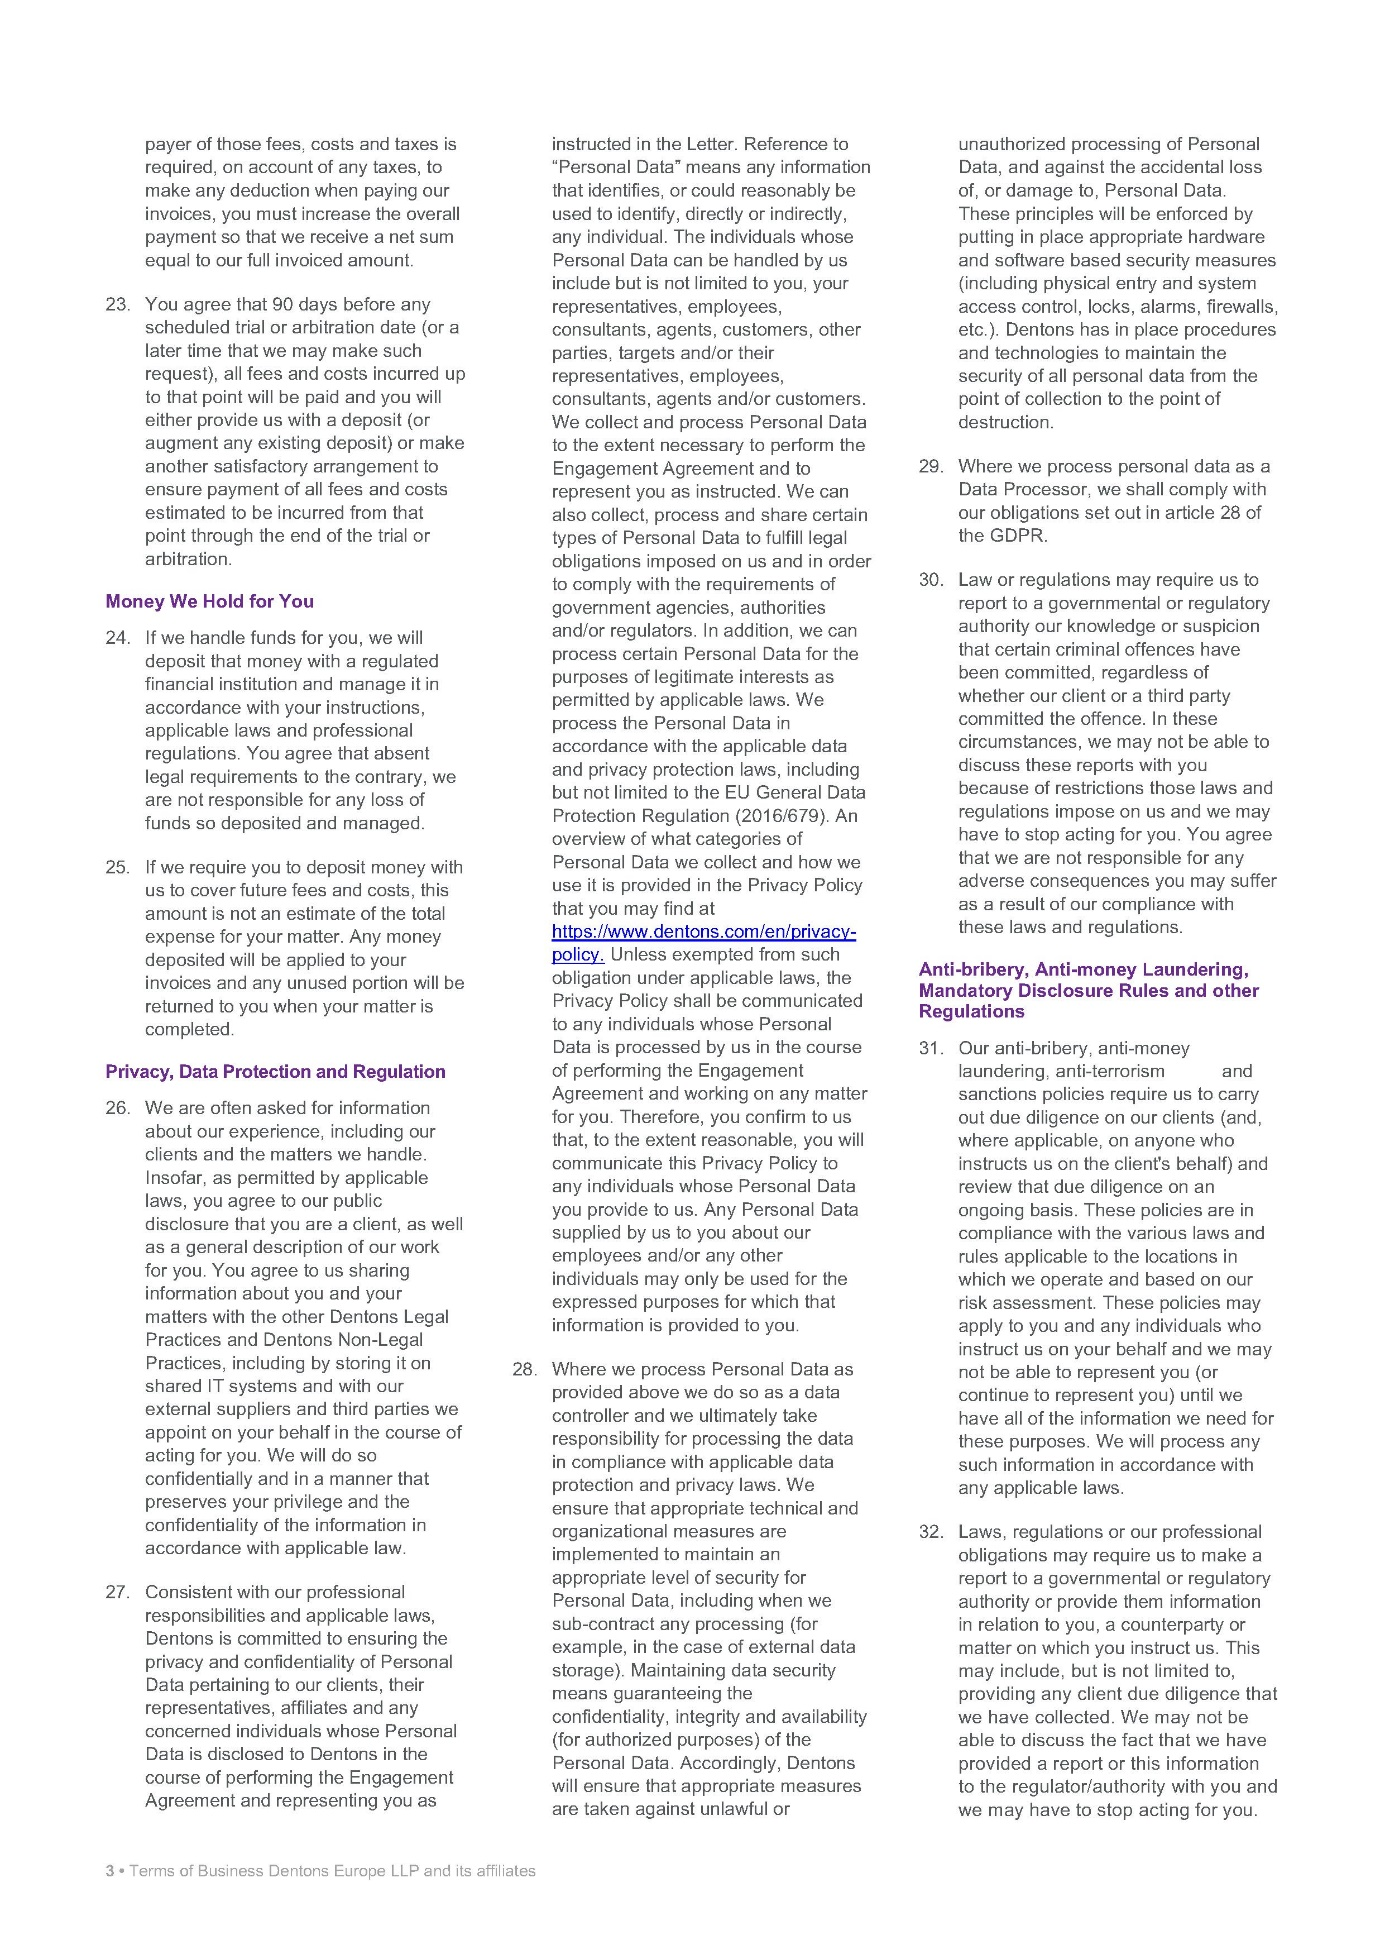 payer of those fees, costs and taxes is
required, on account of any taxes, to
make any deduction when paying our
invoices, you must increase the overall
payment so that we receive a net sum
equal to our full invoiced amount.
23. You agree that 90 days before any
scheduled trial or arbitration date (or a
later time that we may make such
request), all fees and costs incurred up
to that point will be paid and you will
either provide us with a deposit (or
augment any existing deposit) or make
another satisfactory arrangement to
ensure payment of all fees and costs
estimated to be incurred from that
point through the end of the trial or
arbitration.
Money We Hold for You
24. If we handle funds for you, we will
deposit that money with a regulated
financial institution and manage it in
accordance with your instructions,
applicable laws and professional
regulations. You agree that absent
legal requirements to the contrary, we
are not responsible for any loss of
funds so deposited and managed.
25. If we require you to deposit money with
us to cover future fees and costs, this
amount is not an estimate of the total
expense for your matter. Any money
deposited will be applied to your
invoices and any unused portion will be
returned to you when your matter is
completed.
Privacy, Data Protection and Regulation
26. We are often asked for information
about our experience, including our
clients and the matters we handle.
Insofar, as permitted by applicable
laws, you agree to our public
disclosure that you are a client, as well
as a general description of our work
for you. You agree to us sharing
information about you and your
matters with the other Dentons Legal
Practices and Dentons Non-Legal
Practices, including by storing it on
shared IT systems and with our
external suppliers and third parties we
appoint on your behalf in the course of
acting for you. We will do so
confidentially and in a manner that
preserves your privilege and the
confidentiality of the information in
accordance with applicable law.
27. Consistent with our professional
responsibilities and applicable laws,
Dentons is committed to ensuring the
privacy and confidentiality of Personal
Data pertaining to our clients, their
representatives, affiliates and any
concerned individuals whose Personal
Data is disclosed to Dentons in the
course of performing the Engagement
Agreement and representing you as
instructed in the Letter. Reference to
“Personal Data” means any information
that identifies, or could reasonably be
used to identify, directly or indirectly,
any individual. The individuals whose
Personal Data can be handled by us
include but is not limited to you, your
representatives, employees,
consultants, agents, customers, other
parties, targets and/or their
representatives, employees,
consultants, agents and/or customers.
We collect and process Personal Data
to the extent necessary to perform the
Engagement Agreement and to
represent you as instructed. We can
also collect, process and share certain
types of Personal Data to fulfill legal
obligations imposed on us and in order
to comply with the requirements of
government agencies, authorities
and/or regulators. In addition, we can
process certain Personal Data for the
purposes of legitimate interests as
permitted by applicable laws. We
process the Personal Data in
accordance with the applicable data
and privacy protection laws, including
but not limited to the EU General Data
Protection Regulation (2016/679). An
overview of what categories of
Personal Data we collect and how we
use it is provided in the Privacy Policy
that you may find at
https://www.dentons.com/en/privacy-
policy. Unless exempted from such
obligation under applicable laws, the
Privacy Policy shall be communicated
to any individuals whose Personal
Data is processed by us in the course
of performing the Engagement
Agreement and working on any matter
for you. Therefore, you confirm to us
that, to the extent reasonable, you will
communicate this Privacy Policy to
any individuals whose Personal Data
you provide to us. Any Personal Data
supplied by us to you about our
employees and/or any other
individuals may only be used for the
expressed purposes for which that
information is provided to you.
28. Where we process Personal Data as
provided above we do so as a data
controller and we ultimately take
responsibility for processing the data
in compliance with applicable data
protection and privacy laws. We
ensure that appropriate technical and
organizational measures are
implemented to maintain an
appropriate level of security for
Personal Data, including when we
sub-contract any processing (for
example, in the case of external data
storage). Maintaining data security
means guaranteeing the
confidentiality, integrity and availability
(for authorized purposes) of the
Personal Data. Accordingly, Dentons
will ensure that appropriate measures
are taken against unlawful or
unauthorized processing of Personal
Data, and against the accidental loss
of, or damage to, Personal Data.
These principles will be enforced by
putting in place appropriate hardware
and software based security measures
(including physical entry and system
access control, locks, alarms, firewalls,
etc.). Dentons has in place procedures
and technologies to maintain the
security of all personal data from the
point of collection to the point of
destruction.
29. Where we process personal data as a
Data Processor, we shall comply with
our obligations set out in article 28 of
the GDPR.
30. Law or regulations may require us to
report to a governmental or regulatory
authority our knowledge or suspicion
that certain criminal offences have
been committed, regardless of
whether our client or a third party
committed the offence. In these
circumstances, we may not be able to
discuss these reports with you
because of restrictions those laws and
regulations impose on us and we may
have to stop acting for you. You agree
that we are not responsible for any
adverse consequences you may suffer
as a result of our compliance with
these laws and regulations.
Anti-bribery, Anti-money Laundering,
Mandatory Disclosure Rules and other
Regulations
31. Our anti-bribery, anti-money
laundering, anti-terrorism and
sanctions policies require us to carry
out due diligence on our clients (and,
where applicable, on anyone who
instructs us on the client's behalf) and
review that due diligence on an
ongoing basis. These policies are in
compliance with the various laws and
rules applicable to the locations in
which we operate and based on our
risk assessment. These policies may
apply to you and any individuals who
instruct us on your behalf and we may
not be able to represent you (or
continue to represent you) until we
have all of the information we need for
these purposes. We will process any
such information in accordance with
any applicable laws.
32. Laws, regulations or our professional
obligations may require us to make a
report to a governmental or regulatory
authority or provide them information
in relation to you, a counterparty or
matter on which you instruct us. This
may include, but is not limited to,
providing any client due diligence that
we have collected. We may not be
able to discuss the fact that we have
provided a report or this information
to the regulator/authority with you and
we may have to stop acting for you.
3 • Terms of Business Dentons Europe LLP and its affiliates